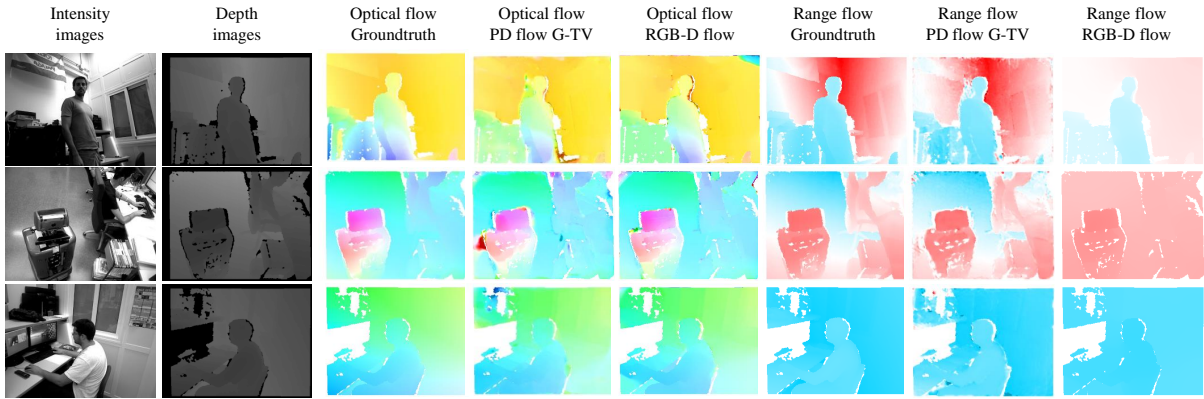 Intensity
images
Depth
images
Optical flow
Groundtruth
Optical flow
PD flow G-TV
Optical flow
RGB-D flow
Range flow
Groundtruth
Range flow
PD flow G-TV
Range flow
RGB-D flow